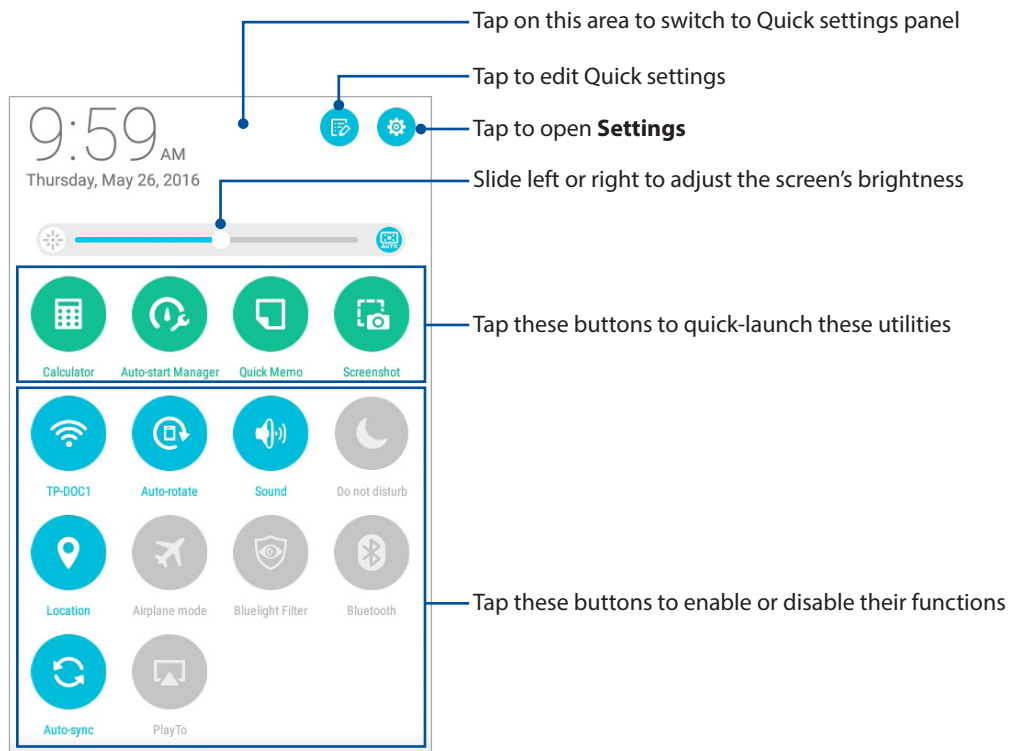 Tap on this area to switch to Quick settings panel
Tap to edit Quick settings
9:59 AM
Tap to open Settings
Thursday, May 26, 2016
Slide left or right to adjust the screen’s brightness
AUTO
Tap these buttons to quick-launch these utilities
Calculator Auto-start Manager Quick Memo Screenshot
TP-DOC1 Auto-rotate Sound Do not disturb
Location Airplane mode Bluelight Filter Bluetooth
Tap these buttons to enable or disable their functions
Auto-sync PlayTo